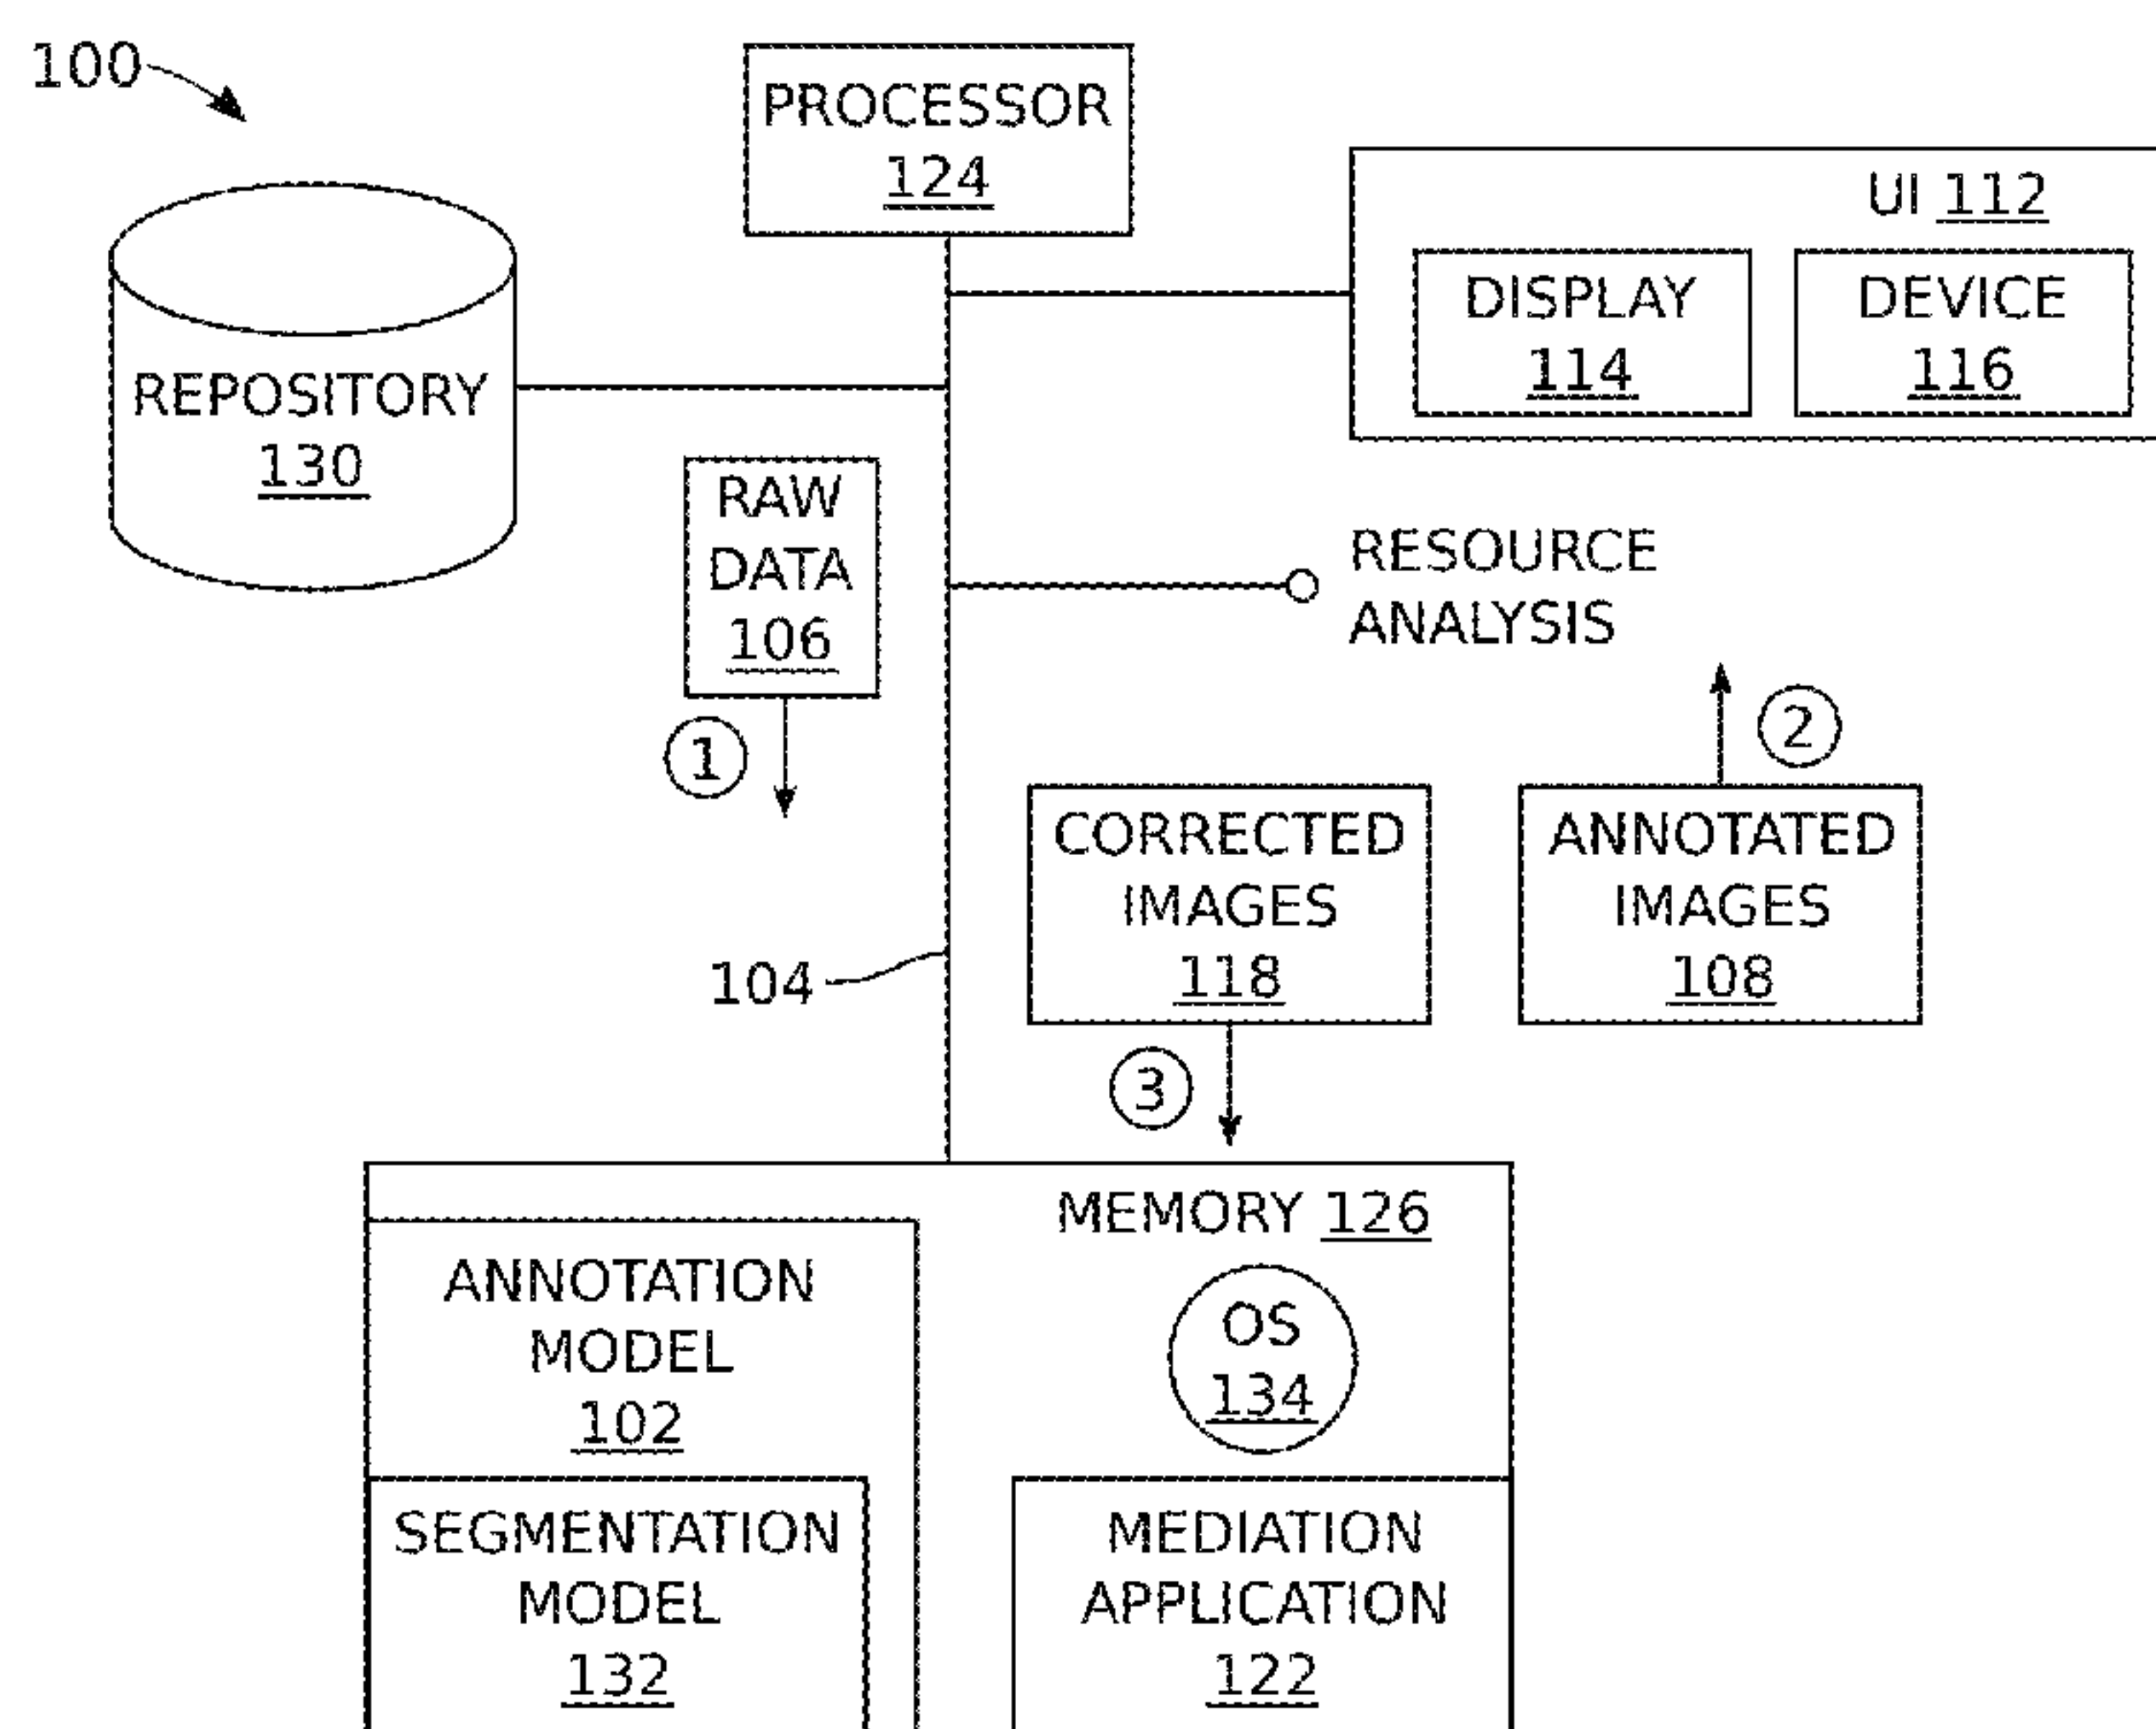 100
PROCESSOR
124
UI 112
DISPLAY
114
DEVICE
116
REPOSITORY
130
RAW
DATA
106
RESOURCE
ANALYSIS
1
2
CORRECTED
IMAGES
118
ANNOTATED
IMAGES
108
104
3
MEMORY 126
ANNOTATION
MODEL
102
OS
134
SEGMENTATION
MODEL
132
MEDIATION
APPLICATION
122